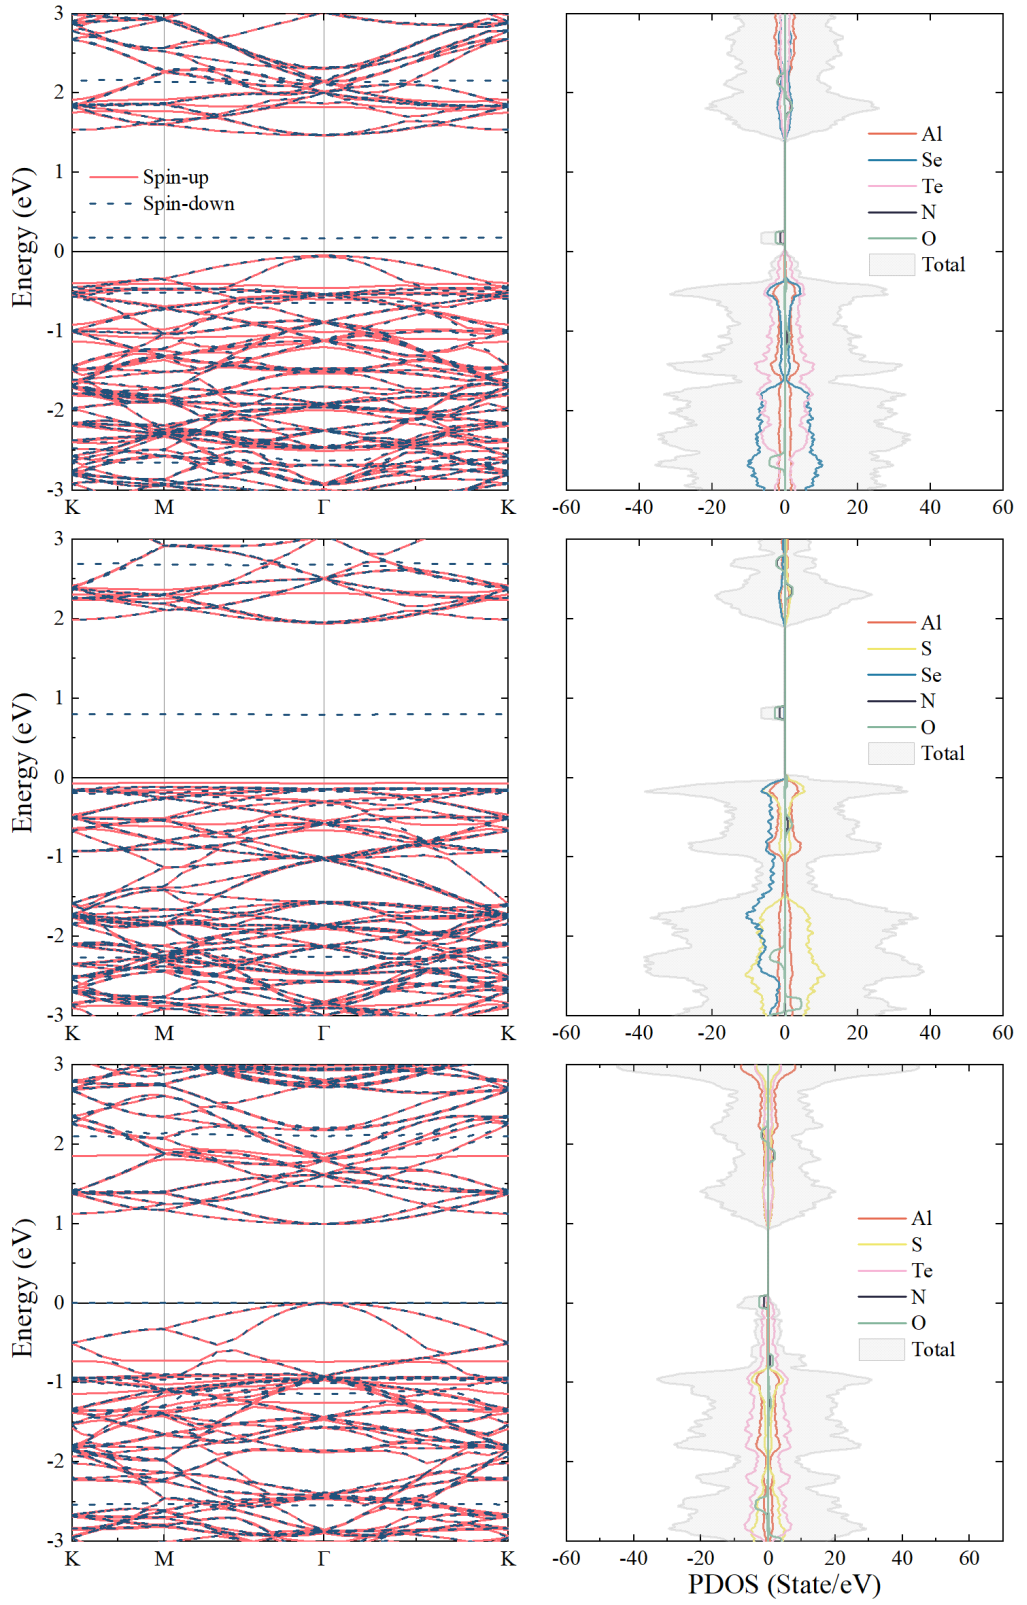 3
2
1
0
-1
-2
-3
Energy (eV)
Spin-up
Spin-down
K M Γ K
Al
Se
Te
N
O
Total
-60 -40 -20 0 20 40 60
3
2
1
0
-1
-2
-3
Energy (eV)
K M Γ K
Al
S
Se
N
O
Total
-60 -40 -20 0 20 40 60
3
2
1
0
-1
-2
-3
Energy (eV)
K M Γ K
Al
S
Te
N
O
Total
-60 -40 -20 0 20 40 60
PDOS (State/eV)